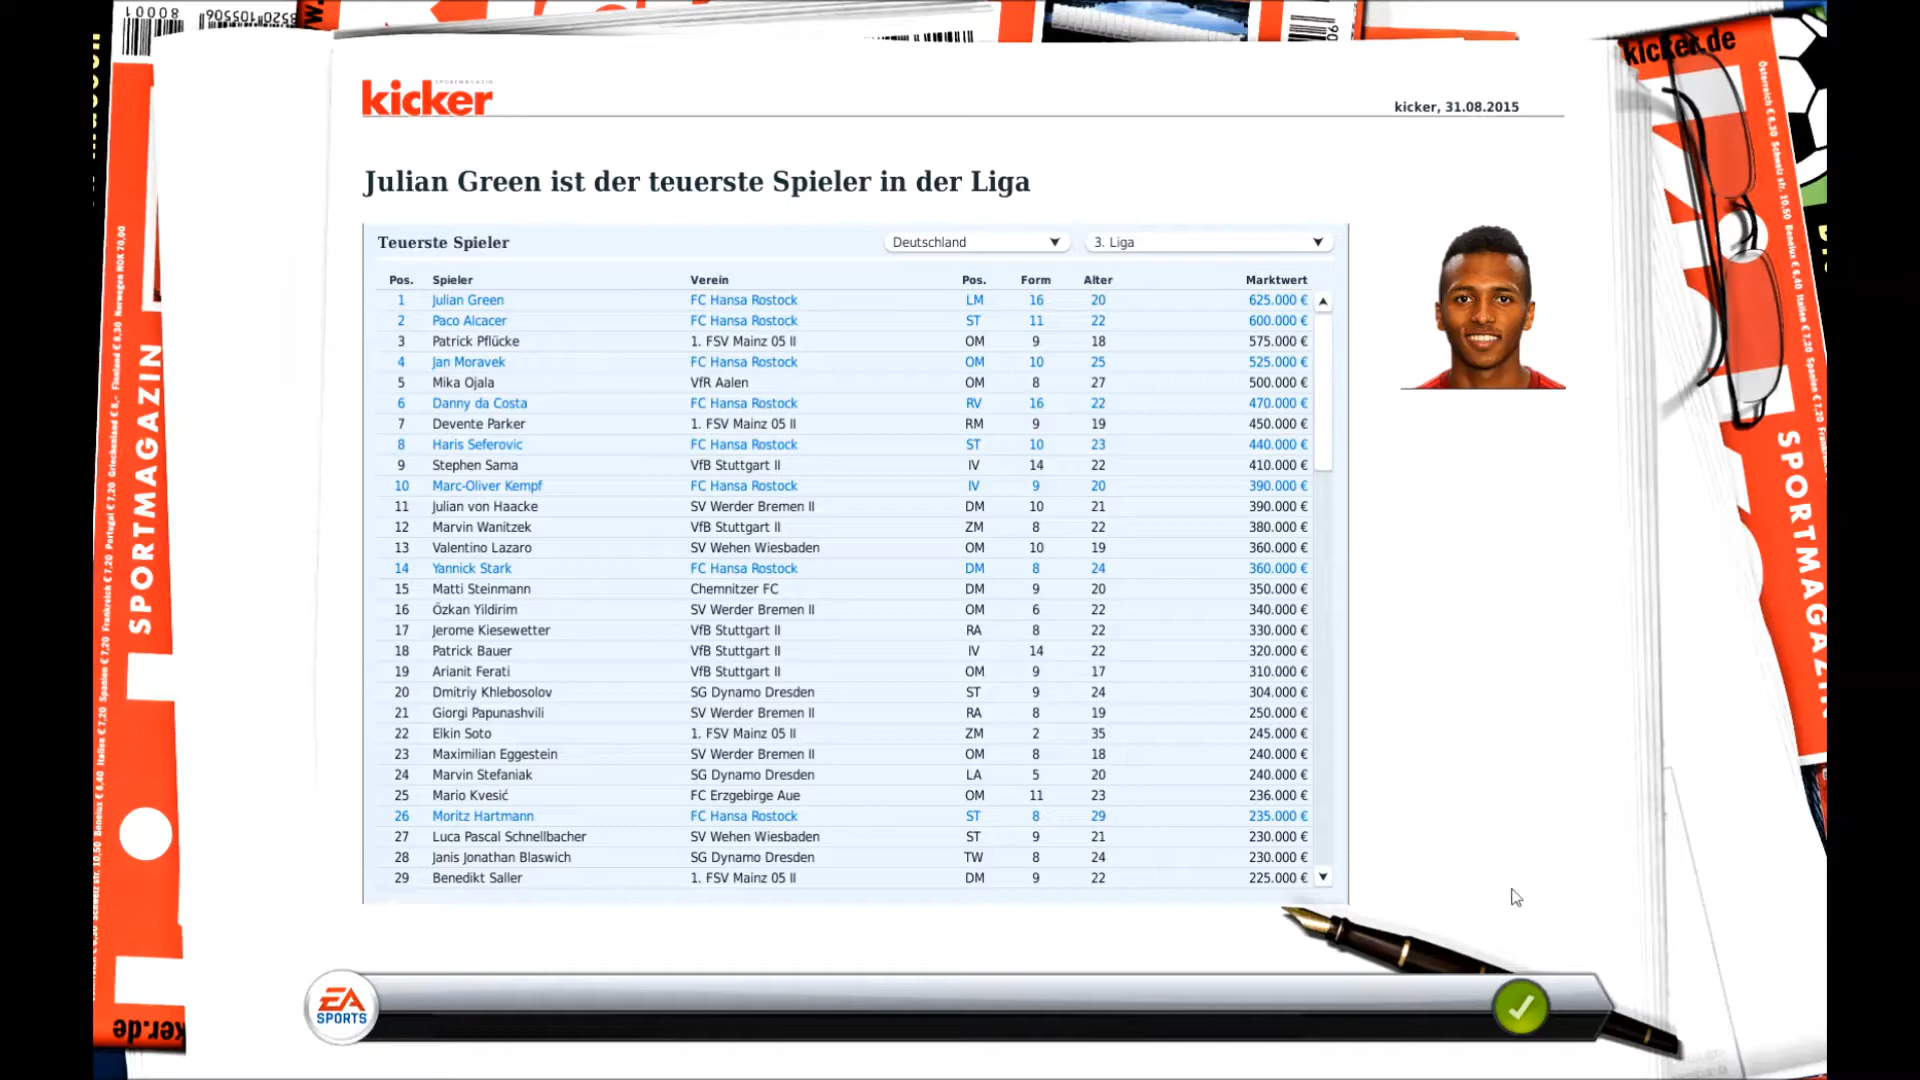 kicker.de
SPORTMAGAZIN
kicker
kicker, 31.08.2015
Julian Green ist der teuerste Spieler in der Liga
Teuerste Spieler Deutschland 3. Liga
Pos. Spieler Verein Pos. Form Alter Marktwert
1 Julian Green FC Hansa Rostock LM 16 20 625.000 €
2 Paco Alcacer FC Hansa Rostock ST 11 22 600.000 €
3 Patrick Pflücke 1. FSV Mainz 05 II OM 9 18 575.000 €
4 Jan Moravek FC Hansa Rostock OM 10 25 525.000 €
5 Mika Ojala VfR Aalen OM 8 27 500.000 €
6 Danny da Costa FC Hansa Rostock RV 16 22 470.000 €
7 Devente Parker 1. FSV Mainz 05 II RM 9 19 450.000 €
8 Haris Seferovic FC Hansa Rostock ST 10 23 440.000 €
9 Stephen Sama VfB Stuttgart II IV 14 22 410.000 €
10 Marc-Oliver Kempf FC Hansa Rostock IV 9 20 390.000 €
11 Julian von Haacke SV Werder Bremen II DM 10 21 390.000 €
12 Marvin Wanitzek VfB Stuttgart II ZM 8 22 380.000 €
13 Valentino Lazaro SV Wehen Wiesbaden OM 10 19 360.000 €
14 Yannick Stark FC Hansa Rostock DM 8 24 360.000 €
15 Matti Steinmann Chemnitzer FC DM 9 20 350.000 €
16 Özkan Yildirim SV Werder Bremen II OM 6 22 340.000 €
17 Jerome Kiesewetter VfB Stuttgart II RA 8 22 330.000 €
18 Patrick Bauer VfB Stuttgart II IV 14 22 320.000 €
19 Arianit Ferati VfB Stuttgart II OM 9 17 310.000 €
20 Dmitriy Khlebosolov SG Dynamo Dresden ST 9 24 304.000 €
21 Giorgi Papunashvili SV Werder Bremen II RA 8 19 250.000 €
22 Elkin Soto 1. FSV Mainz 05 II ZM 2 35 245.000 €
23 Maximilian Eggestein SV Werder Bremen II OM 8 18 240.000 €
24 Marvin Stefaniak SG Dynamo Dresden LA 5 20 240.000 €
25 Mario Kvesić FC Erzgebirge Aue OM 11 23 236.000 €
26 Moritz Hartmann FC Hansa Rostock ST 8 29 235.000 €
27 Luca Pascal Schnellbacher SV Wehen Wiesbaden ST 9 21 230.000 €
28 Janis Jonathan Blaswich SG Dynamo Dresden TW 8 24 230.000 €
29 Benedikt Saller 1. FSV Mainz 05 II DM 9 22 225.000 €
SPORTMAGAZIN
EA
SPORTS